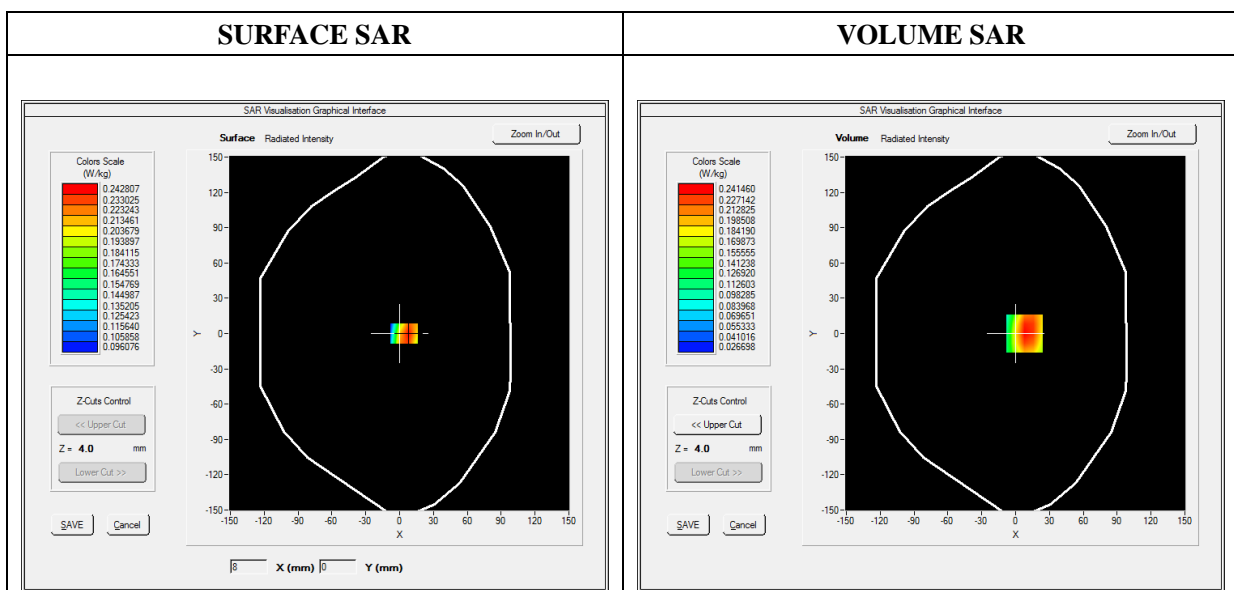 SURFACE SAR
VOLUME SAR
SAR Visualisation Graphical Interface
Surface Radiated Intensity
Zoom In/Out
Colors Scale
(W/kg)
0.242807
0.233025
0.223243
0.213461
0.203679
0.193897
0.184115
0.174333
0.164551
0.154769
0.144987
0.135205
0.125423
0.115640
0.105858
0.096076
Z-Cuts Control
<< Upper Cut
Z = 4.0 mm
Lower Cut >>
SAVE Cancel
150
120
90
60
30
0
-30
-60
-90
-120
-150
Y
-150 -120 -90 -60 -30 0 30 60 90 120 150
X
8 X (mm) 0 Y (mm)
SAR Visualisation Graphical Interface
Volume Radiated Intensity
Zoom In/Out
Colors Scale
(W/kg)
0.241460
0.227142
0.212825
0.198508
0.184190
0.169873
0.155555
0.141238
0.126920
0.112603
0.098285
0.083968
0.069651
0.055333
0.041016
0.026698
Z-Cuts Control
<< Upper Cut
Z = 4.0 mm
Lower Cut >>
SAVE Cancel
150
120
90
60
30
0
-30
-60
-90
-120
-150
Y
-150 -120 -90 -60 -30 0 30 60 90 120 150
X